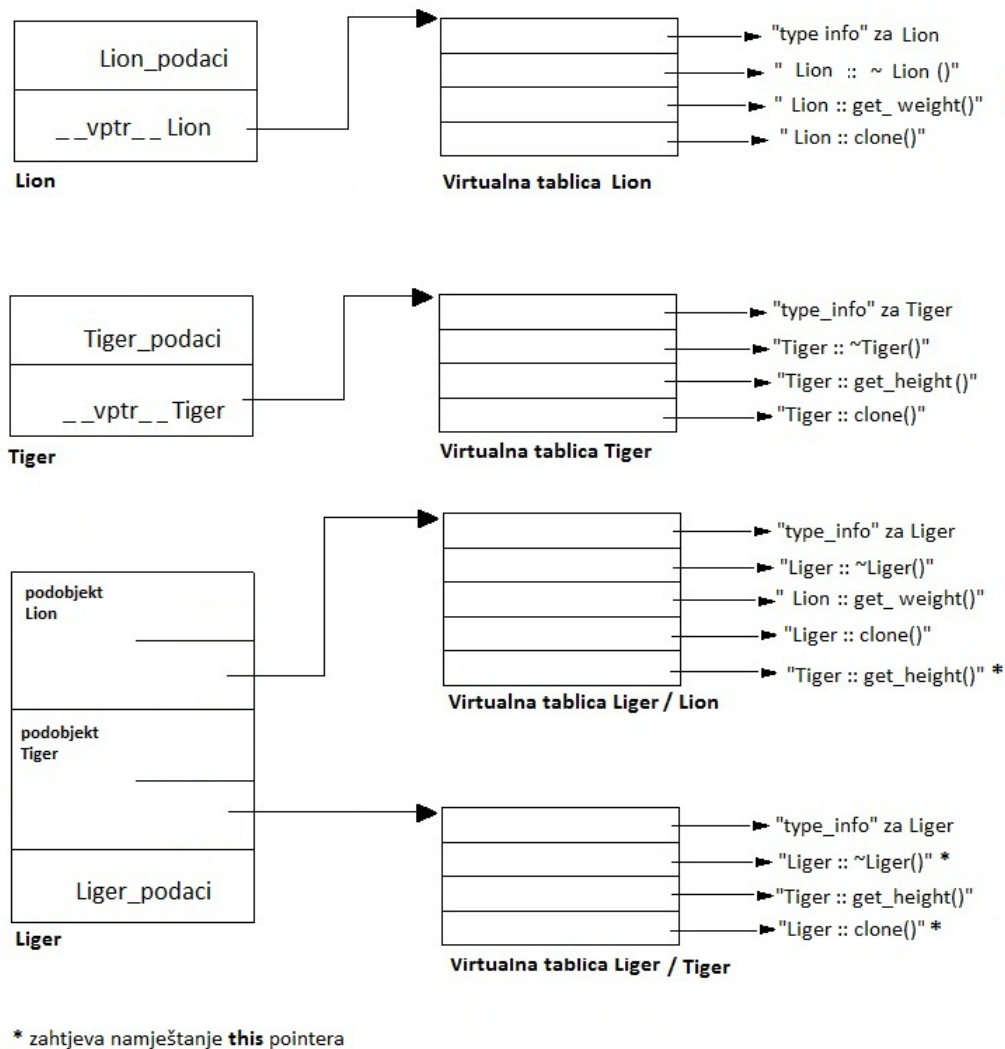 Lion_podaci
_ _vptr_ _ Lion
Lion
"type info" za Lion
" Lion :: ~ Lion ()"
" Lion :: get_ weight()"
" Lion :: clone()"
Virtualna tablica Lion
Tiger_podaci
_ _vptr_ _ Tiger
Tiger
"type_info" za Tiger
"Tiger :: ~Tiger()"
"Tiger :: get_height()"
"Tiger :: clone()"
Virtualna tablica Tiger
podobjekt
Lion
podobjekt
Tiger
Liger_podaci
Liger
"type_info" za Liger
"Liger :: ~Liger()"
" Lion :: get_ weight()"
"Liger :: clone()"
"Tiger :: get_height()" *
Virtualna tablica Liger / Lion
"type_info" za Liger
"Liger :: ~Liger()" *
"Tiger :: get_height()"
"Liger :: clone()" *
Virtualna tablica Liger / Tiger
* zahtjeva namještanje this pointera